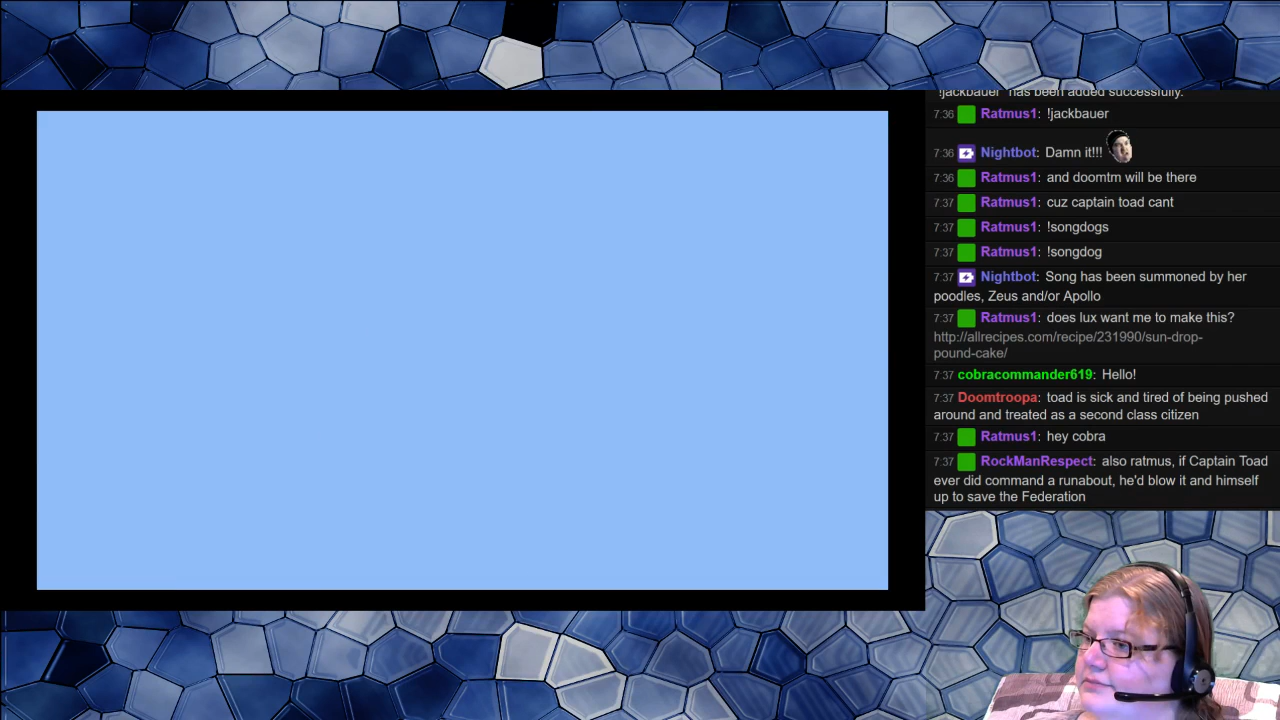 !jackbauer" has been added successfully.
7:36 Ratmus1: !jackbauer
7:36 Nightbot: Damn it!!!
7:36 Ratmus1: and doomtm will be there
7:37 Ratmus1: cuz captain toad cant
7:37 Ratmus1: !songdogs
7:37 Ratmus1: !songdog
7:37 Nightbot: Song has been summoned by her
poodles, Zeus and/or Apollo
7:37 Ratmus1: does lux want me to make this?
http://allrecipes.com/recipe/231990/sun-drop-
pound-cake/
7:37 cobracommander619: Hello!
7:37 Doomtroopa: toad is sick and tired of being pushed
around and treated as a second class citizen
7:37 Ratmus1: hey cobra
7:37 RockManRespect: also ratmus, if Captain Toad
ever did command a runabout, he'd blow it and himself
up to save the Federation